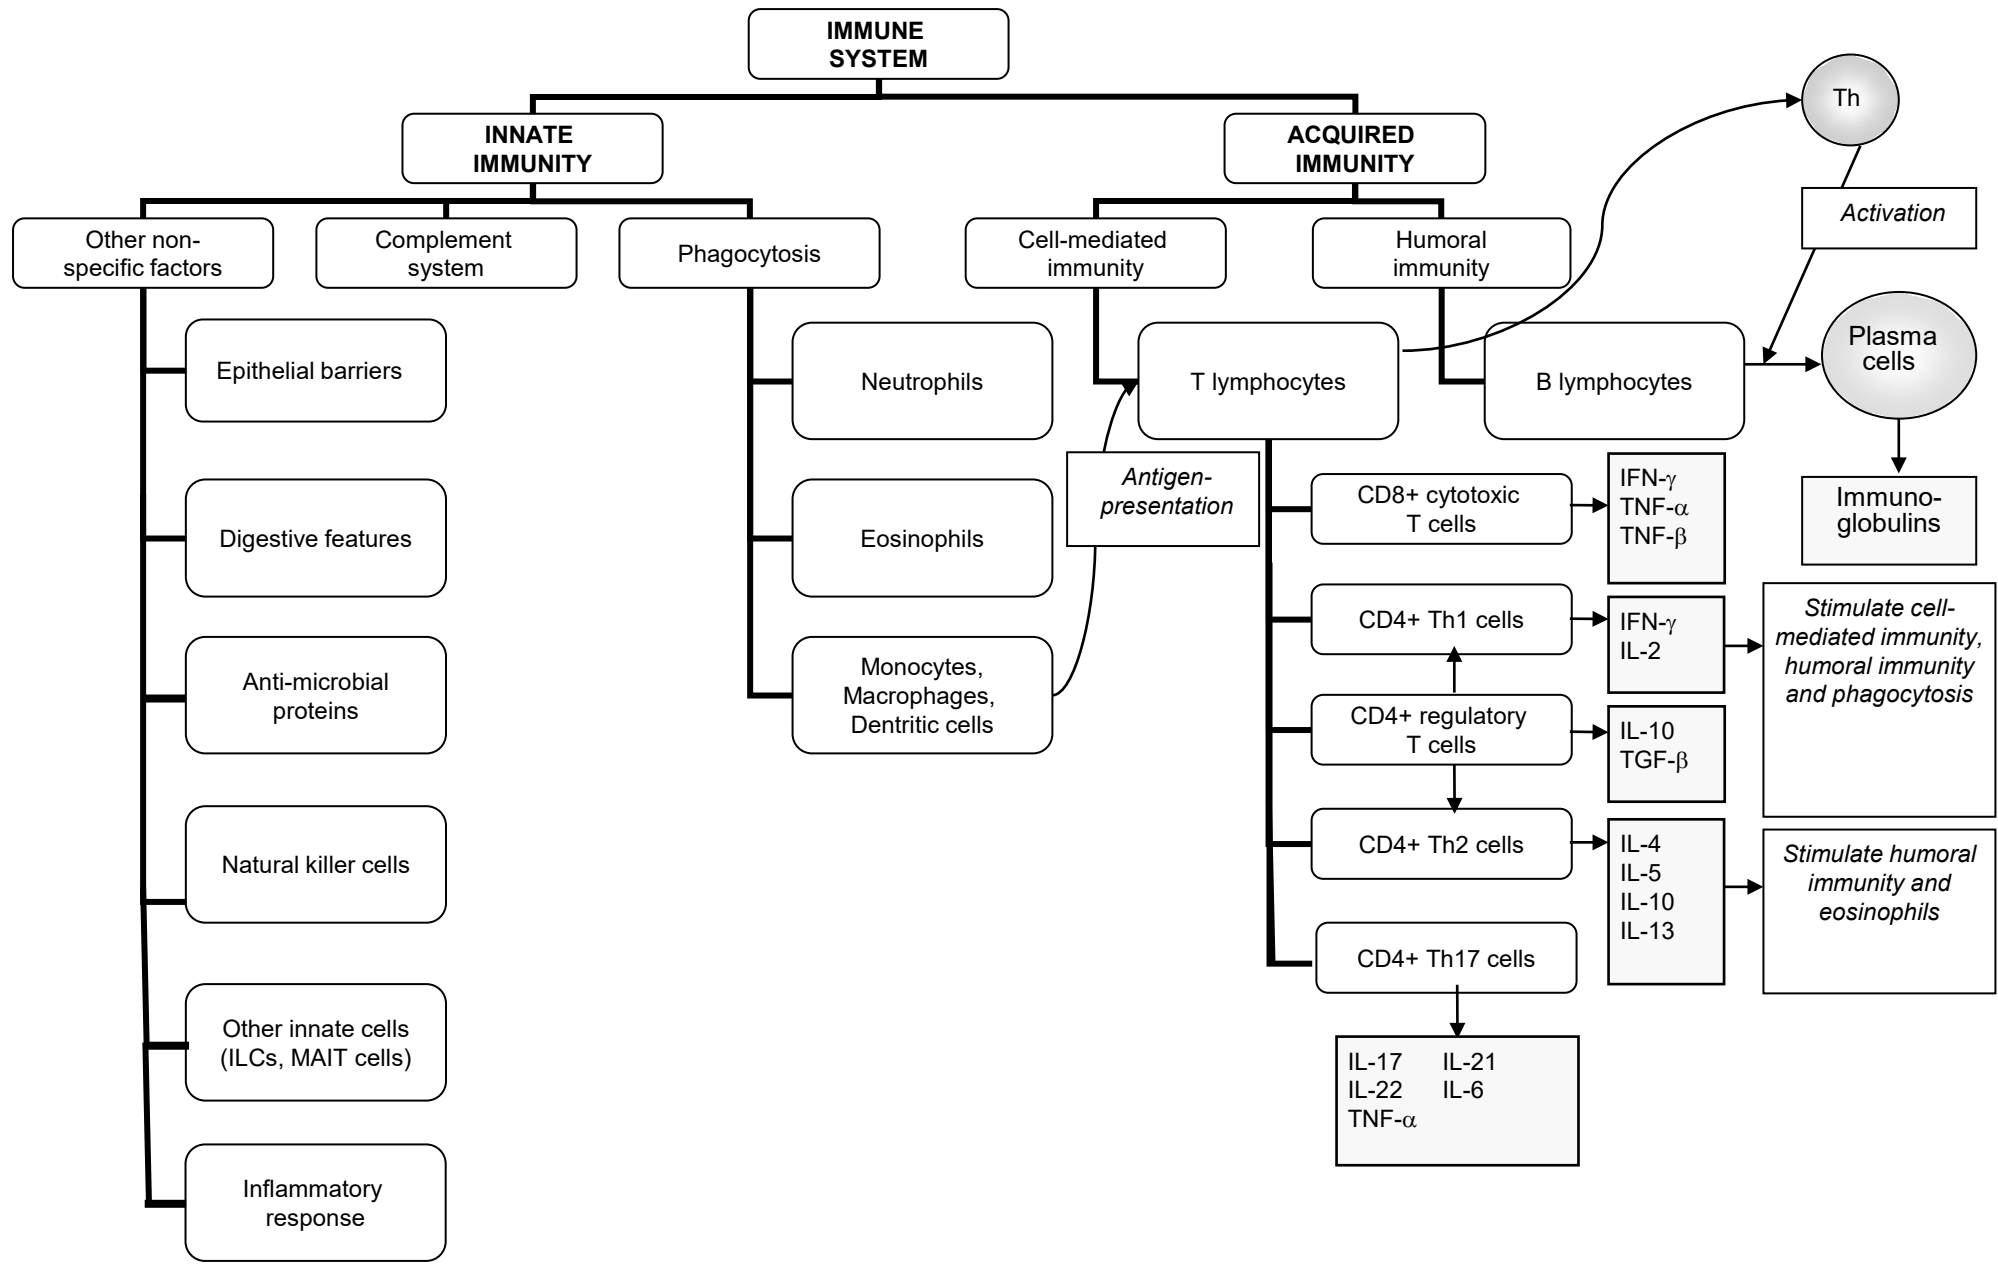 IMMUNE
SYSTEM
INNATE
IMMUNITY
ACQUIRED
IMMUNITY
Th
Activation
Other non-
specific factors
Complement
system
Phagocytosis
Cell-mediated
immunity
Humoral
immunity
Epithelial barriers
Digestive features
Anti-microbial
proteins
Natural killer cells
Other innate cells
(ILCs, MAIT cells)
Inflammatory
response
Neutrophils
Eosinophils
Monocytes,
Macrophages,
Dentritic cells
Antigen-
presentation
T lymphocytes
B lymphocytes
Plasma
cells
Immuno-
globulins
CD8+ cytotoxic
T cells
IFN-γ
TNF-α
TNF-β
CD4+ Th1 cells
IFN-γ
IL-2
Stimulate cell-
mediated immunity,
humoral immunity
and phagocytosis
CD4+ regulatory
T cells
IL-10
TGF-β
CD4+ Th2 cells
IL-4
IL-5
IL-10
IL-13
Stimulate humoral
immunity and
eosinophils
CD4+ Th17 cells
IL-17 IL-21
IL-22 IL-6
TNF-α